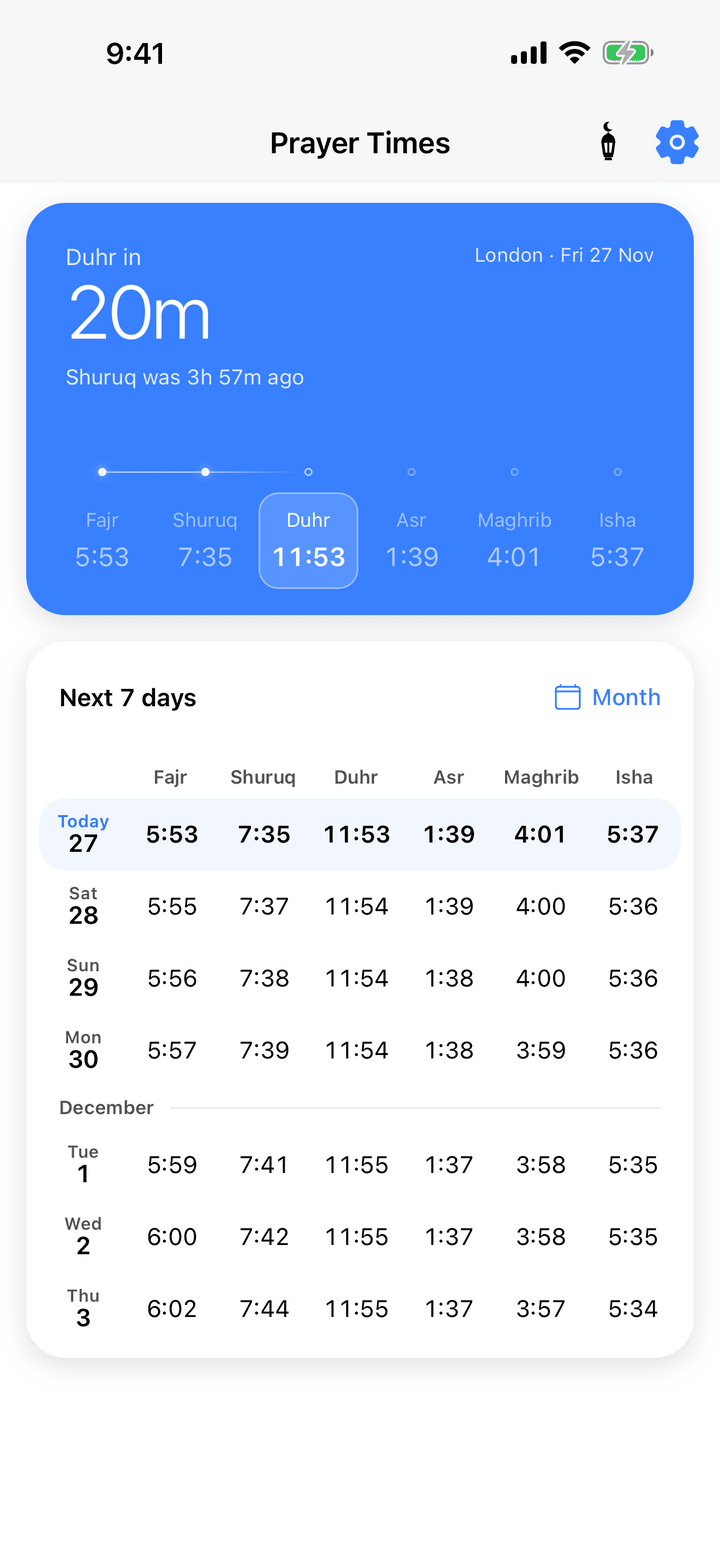 9:41
Prayer Times
Duhr in
London · Fri 27 Nov
20m
Shuruq was 3h 57m ago
Fajr Shuruq Duhr Asr Maghrib Isha
5:53 7:35 11:53 1:39 4:01 5:37
Next 7 days Month
Fajr Shuruq Duhr Asr Maghrib Isha
Today
27 5:53 7:35 11:53 1:39 4:01 5:37
Sat
28 5:55 7:37 11:54 1:39 4:00 5:36
Sun
29 5:56 7:38 11:54 1:38 4:00 5:36
Mon
30 5:57 7:39 11:54 1:38 3:59 5:36
December
Tue
1 5:59 7:41 11:55 1:37 3:58 5:35
Wed
2 6:00 7:42 11:55 1:37 3:58 5:35
Thu
3 6:02 7:44 11:55 1:37 3:57 5:34